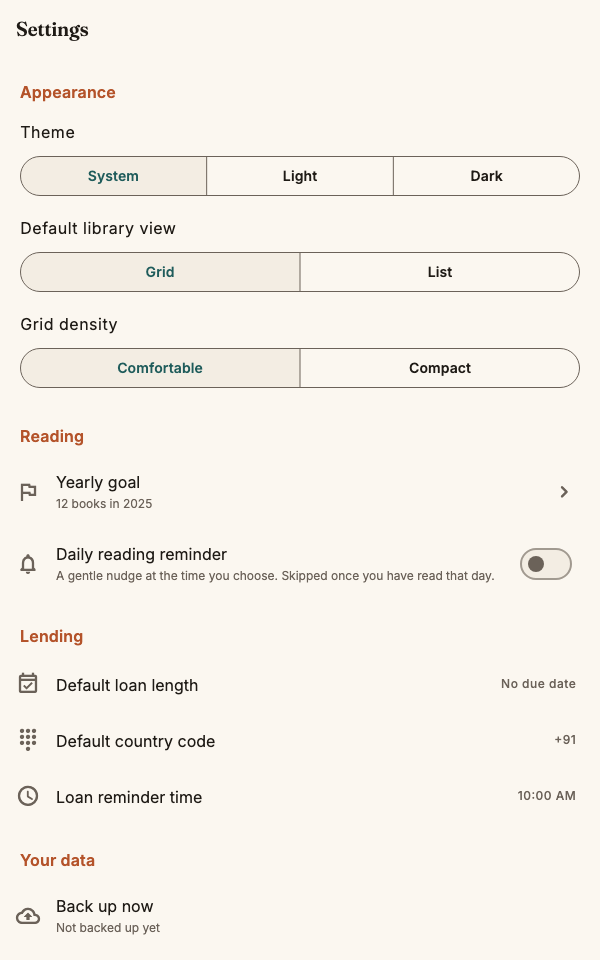 Settings
Appearance
Theme
System Light Dark
Default library view
Grid List
Grid density
Comfortable Compact
Reading
Yearly goal
12 books in 2025
Daily reading reminder
A gentle nudge at the time you choose. Skipped once you have read that day.
Lending
Default loan length No due date
Default country code +91
Loan reminder time 10:00 AM
Your data
Back up now
Not backed up yet